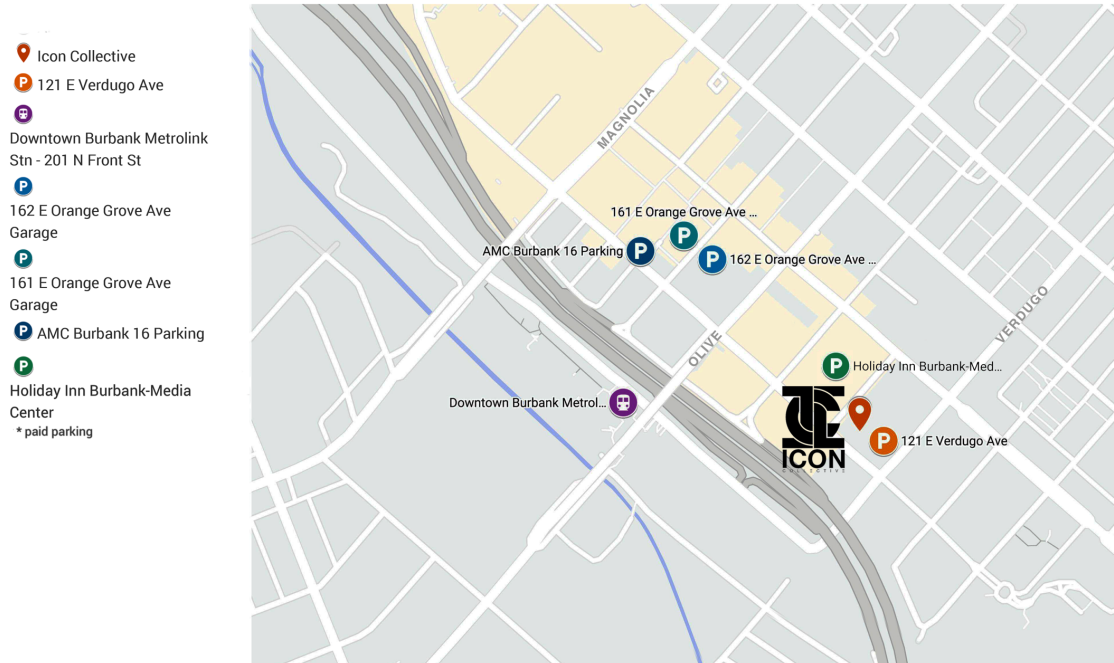 Icon Collective
P 121 E Verdugo Ave
Downtown Burbank Metrolink
Stn - 201 N Front St
P
162 E Orange Grove Ave
Garage
P
161 E Orange Grove Ave
Garage
P AMC Burbank 16 Parking
P
Holiday Inn Burbank-Media
Center
* paid parking
MAGNOLIA
161 E Orange Grove Ave ...
P
AMC Burbank 16 Parking P
P 162 E Orange Grove Ave ...
VERDUGO
OLIVE
P Holiday Inn Burbank-Med...
Downtown Burbank Metrol...
P 121 E Verdugo Ave
ICON
COLLECTIVE